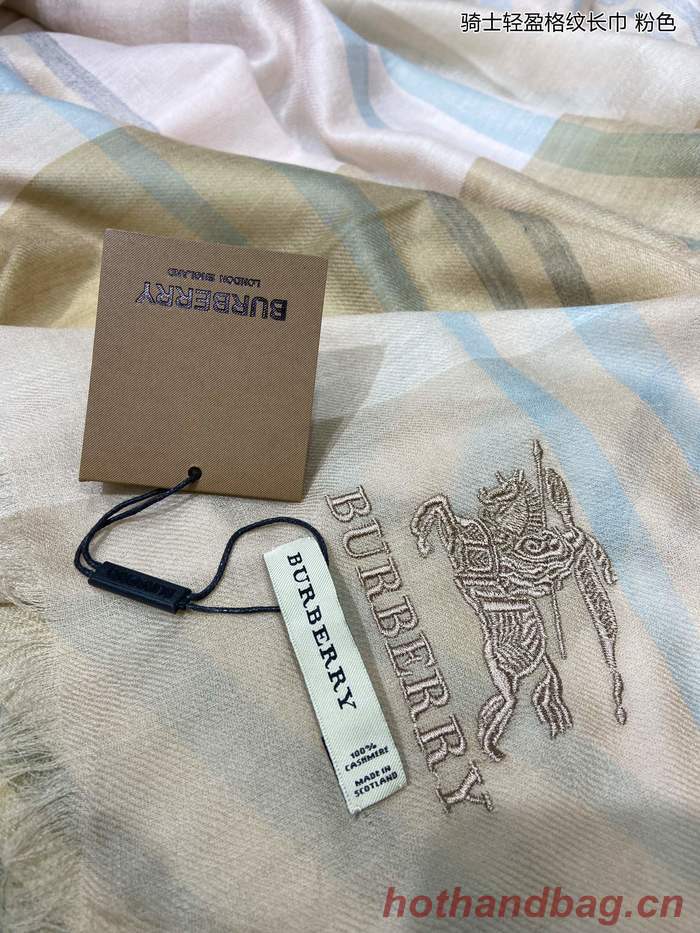 骑士轻盈格纹长巾 粉色
BURBERRY
LONDON ENGLAND
BURBERRY
100%
CASHMERE
MADE IN
SCOTLAND
BURBERRY
hothandbag.cn